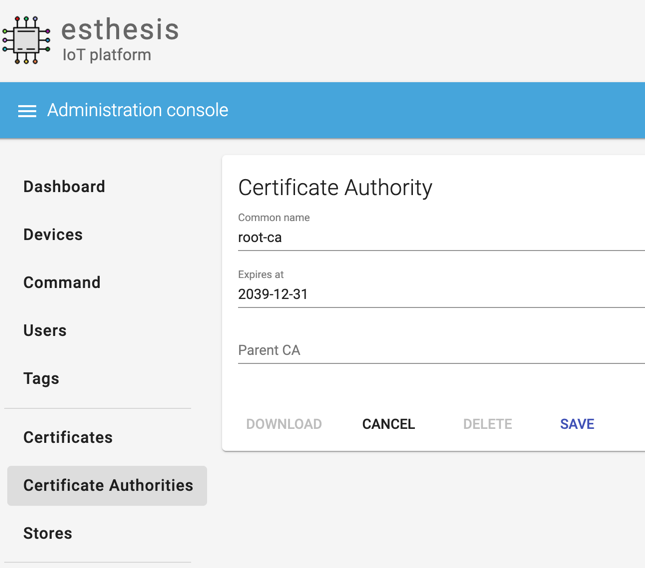 esthesis
IoT platform
Administration console
Dashboard
Devices
Command
Users
Tags
Certificates
Certificate Authorities
Stores
Certificate Authority
Common name
root-ca
Expires at
2039-12-31
Parent CA
DOWNLOAD CANCEL DELETE SAVE